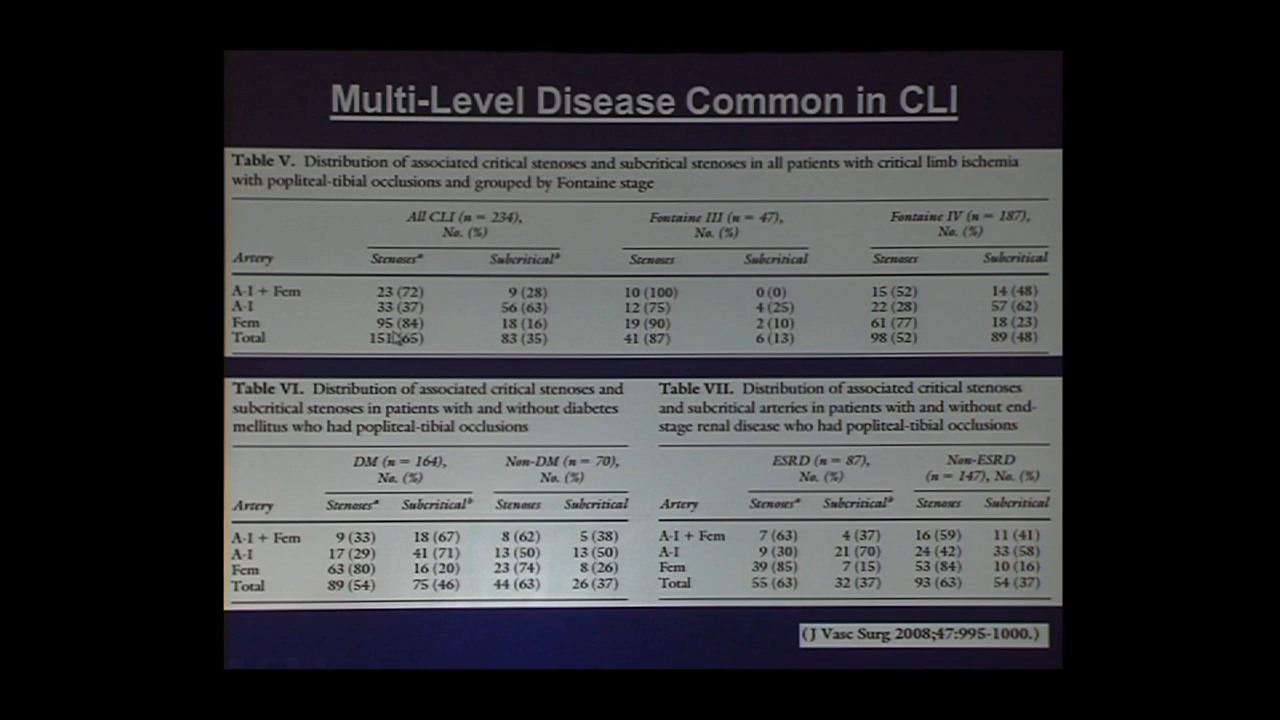 Multi-Level Disease Common in CLI
Table V. Distribution of associated critical stenoses and subcritical stenoses in all patients with critical limb ischemia
with popliteal-tibial occlusions and grouped by Fontaine stage
All CLI (n = 234), Fontaine III (n = 47), Fontaine IV (n = 187),
No. (%) No. (%) No. (%)
Artery Stenosesª Subcriticalᵇ Stenoses Subcritical Stenoses Subcritical
A-I + Fem 23 (72) 9 (28) 10 (100) 0 (0) 15 (52) 14 (48)
A-I 33 (37) 56 (63) 12 (75) 4 (25) 22 (28) 57 (62)
Fem 95 (84) 18 (16) 19 (90) 2 (10) 61 (77) 18 (23)
Total 151 (65) 83 (35) 41 (87) 6 (13) 98 (52) 89 (48)
Table VI. Distribution of associated critical stenoses and
subcritical stenoses in patients with and without diabetes
mellitus who had popliteal-tibial occlusions
DM (n = 164), Non-DM (n = 70),
No. (%) No. (%)
Artery Stenosesª Subcriticalᵇ Stenoses Subcritical
A-I + Fem 9 (33) 18 (67) 8 (62) 5 (38)
A-I 17 (29) 41 (71) 13 (50) 13 (50)
Fem 63 (80) 16 (20) 23 (74) 8 (26)
Total 89 (54) 75 (46) 44 (63) 26 (37)
Table VII. Distribution of associated critical stenoses
and subcritical arteries in patients with and without end-
stage renal disease who had popliteal-tibial occlusions
ESRD (n = 87), Non-ESRD
No. (%) (n = 147), No. (%)
Artery Stenosesª Subcriticalᵇ Stenoses Subcritical
A-I + Fem 7 (63) 4 (37) 16 (59) 11 (41)
A-I 9 (30) 21 (70) 24 (42) 33 (58)
Fem 39 (85) 7 (15) 53 (84) 10 (16)
Total 55 (63) 32 (37) 93 (63) 54 (37)
(J Vasc Surg 2008;47:995-1000.)